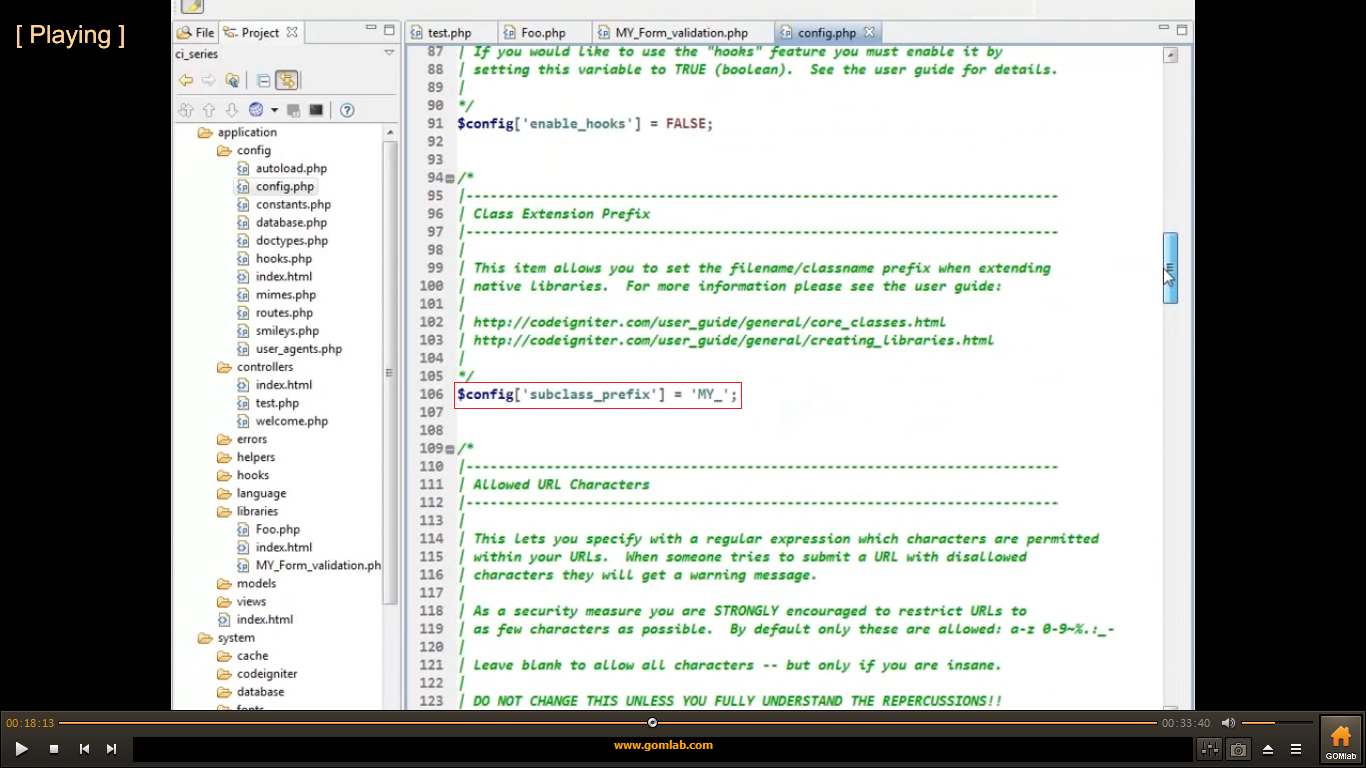 [ Playing ]
File
Project
ci_series
application
config
autoload.php
config.php
constants.php
database.php
doctypes.php
hooks.php
index.html
mimes.php
routes.php
smileys.php
user_agents.php
controllers
index.html
test.php
welcome.php
errors
helpers
hooks
language
libraries
Foo.php
index.html
MY_Form_validation.ph
models
views
index.html
system
cache
codeigniter
database
fonts
test.php
Foo.php
MY_Form_validation.php
config.php
87 | If you would like to use the "hooks" feature you must enable it by
88 | setting this variable to TRUE (boolean).  See the user guide for details.
89 |
90 */
91 $config['enable_hooks'] = FALSE;
92
93
94 /*
95 |--------------------------------------------------------------------------
96 | Class Extension Prefix
97 |--------------------------------------------------------------------------
98 |
99 | This item allows you to set the filename/classname prefix when extending
100 | native libraries.  For more information please see the user guide:
101 |
102 | http://codeigniter.com/user_guide/general/core_classes.html
103 | http://codeigniter.com/user_guide/general/creating_libraries.html
104 |
105 */
106 $config['subclass_prefix'] = 'MY_';
107
108
109 /*
110 |--------------------------------------------------------------------------
111 | Allowed URL Characters
112 |--------------------------------------------------------------------------
113 |
114 | This lets you specify with a regular expression which characters are permitted
115 | within your URLs.  When someone tries to submit a URL with disallowed
116 | characters they will get a warning message.
117 |
118 | As a security measure you are STRONGLY encouraged to restrict URLs to
119 | as few characters as possible.  By default only these are allowed: a-z 0-9~%.:_-
120 |
121 | Leave blank to allow all characters -- but only if you are insane.
122 |
123 | DO NOT CHANGE THIS UNLESS YOU FULLY UNDERSTAND THE REPERCUSSIONS!!
00:18:13
00:33:40
www.gomlab.com
GOMlab